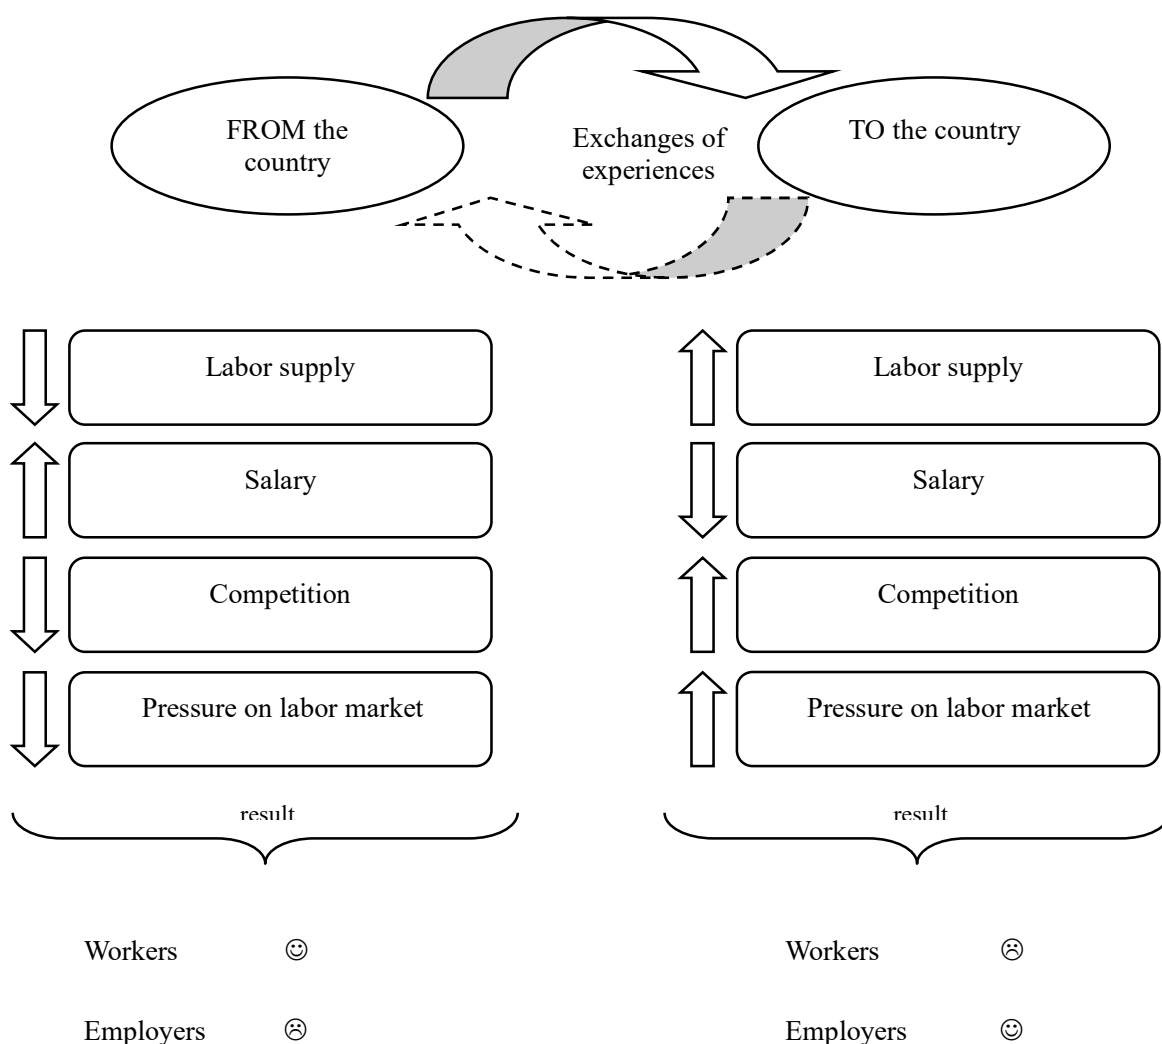 FROM the
country
Exchanges of
experiences
TO the country
Labor supply
Labor supply
Salary
Salary
Competition
Competition
Pressure on labor market
Pressure on labor market
result
result
Workers ☺
Workers ☹
Employers ☹
Employers ☺